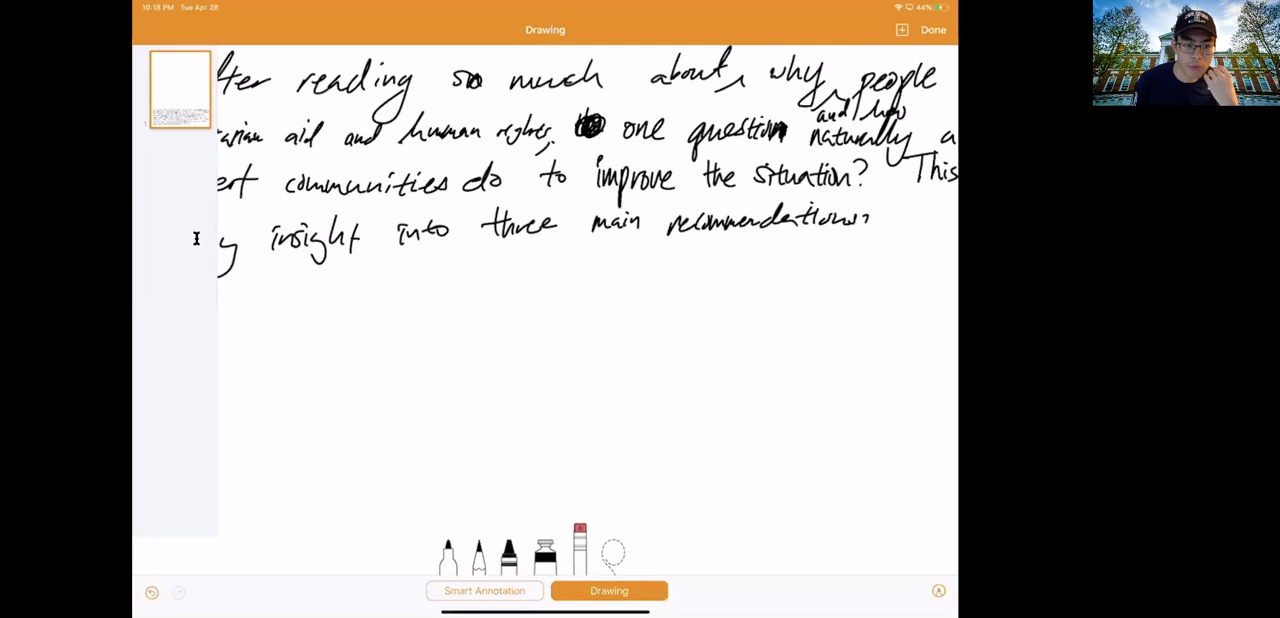 10:18 PM Tue Apr 28
44%
Drawing
Done
fter reading so much about why people
and how
arian aid and human rights, one question naturally a
ert communities do to improve the situation? This
y insight into three main recommendations
Smart Annotation
Drawing